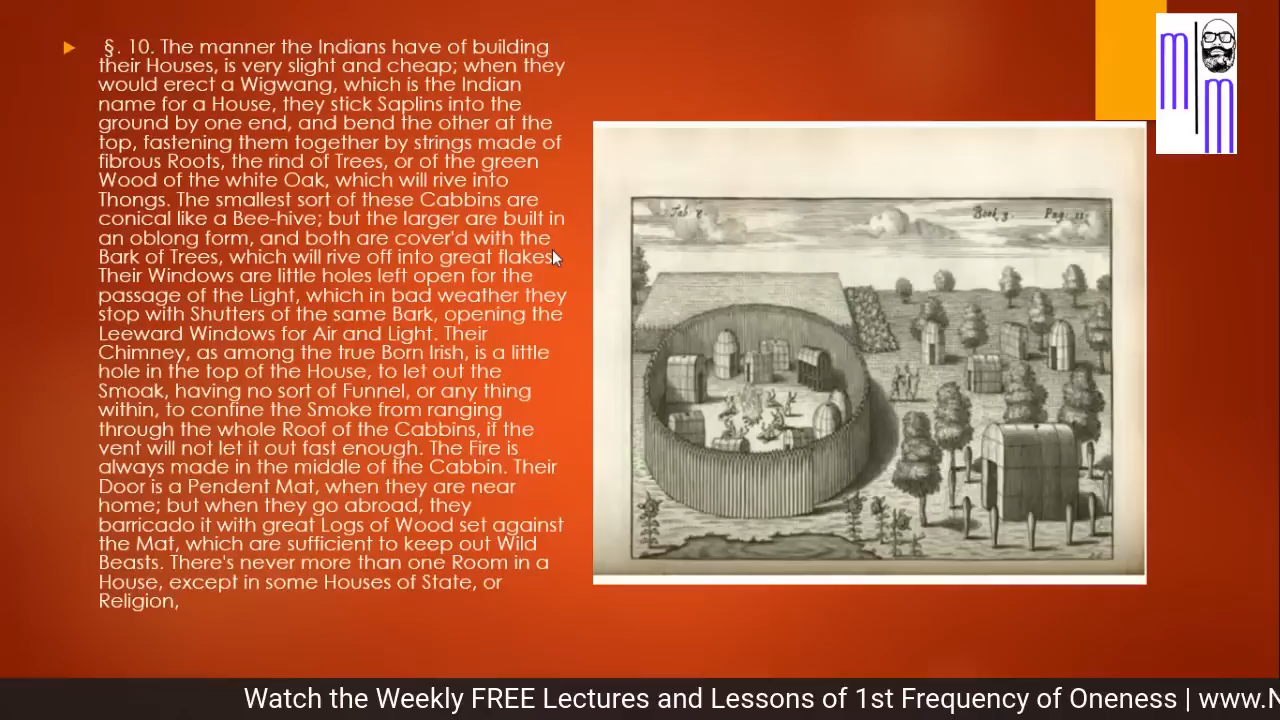 §. 10. The manner the Indians have of building
their Houses, is very slight and cheap; when they
would erect a Wigwang, which is the Indian
name for a House, they stick Saplins into the
ground by one end, and bend the other at the
top, fastening them together by strings made of
fibrous Roots, the rind of Trees, or of the green
Wood of the white Oak, which will rive into
Thongs. The smallest sort of these Cabbins are
conical like a Bee-hive; but the larger are built in
an oblong form, and both are cover'd with the
Bark of Trees, which will rive off into great flakes.
Their Windows are little holes left open for the
passage of the Light, which in bad weather they
stop with Shutters of the same Bark, opening the
Leeward Windows for Air and Light. Their
Chimney, as among the true Born Irish, is a little
hole in the top of the House, to let out the
Smoak, having no sort of Funnel, or any thing
within, to confine the Smoke from ranging
through the whole Roof of the Cabbins, if the
vent will not let it out fast enough. The Fire is
always made in the middle of the Cabbin. Their
Door is a Pendent Mat, when they are near
home; but when they go abroad, they
barricado it with great Logs of Wood set against
the Mat, which are sufficient to keep out Wild
Beasts. There's never more than one Room in a
House, except in some Houses of State, or
Religion,
m m
Tab 8. Book 3. Pag.
Watch the Weekly FREE Lectures and Lessons of 1st Frequency of Oneness | www.N